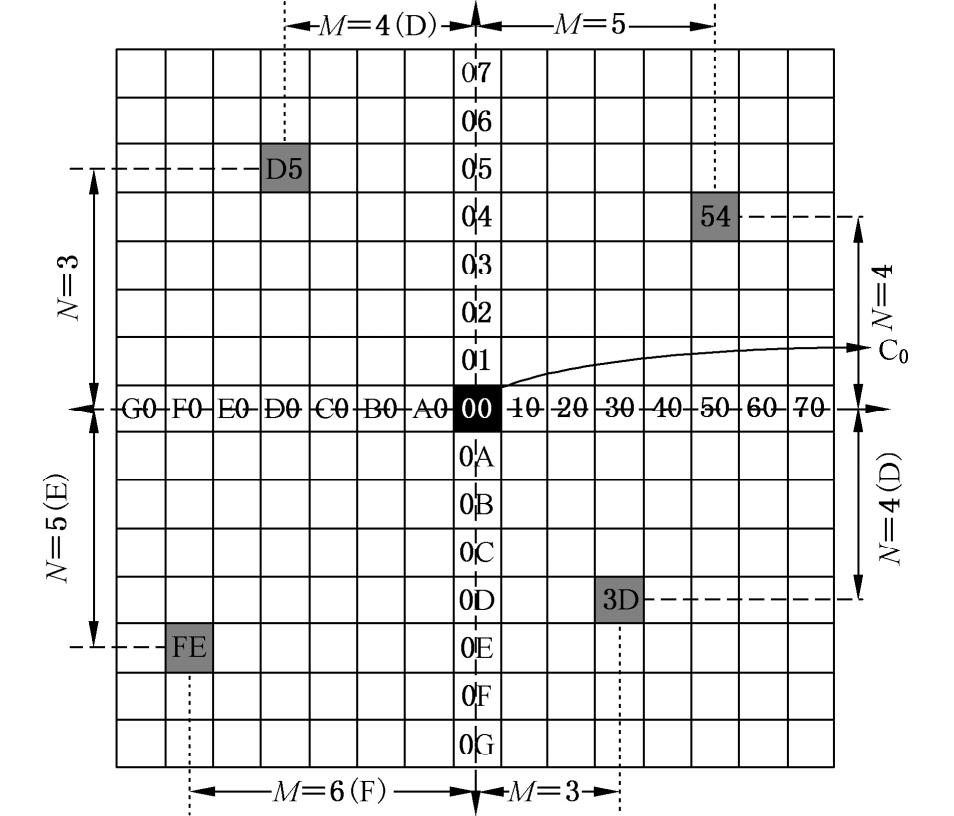 M=4(D) M=5
07
06
D5 05
04 54
N=3 03 N=4
02
01
C₀
G0 F0 E0 D0 C0 B0 A0 00 10 20 30 40 50 60 70
0A
0B
N=5(E) 0C N=4(D)
0D 3D
FE 0E
0F
0G
M=6(F) M=3